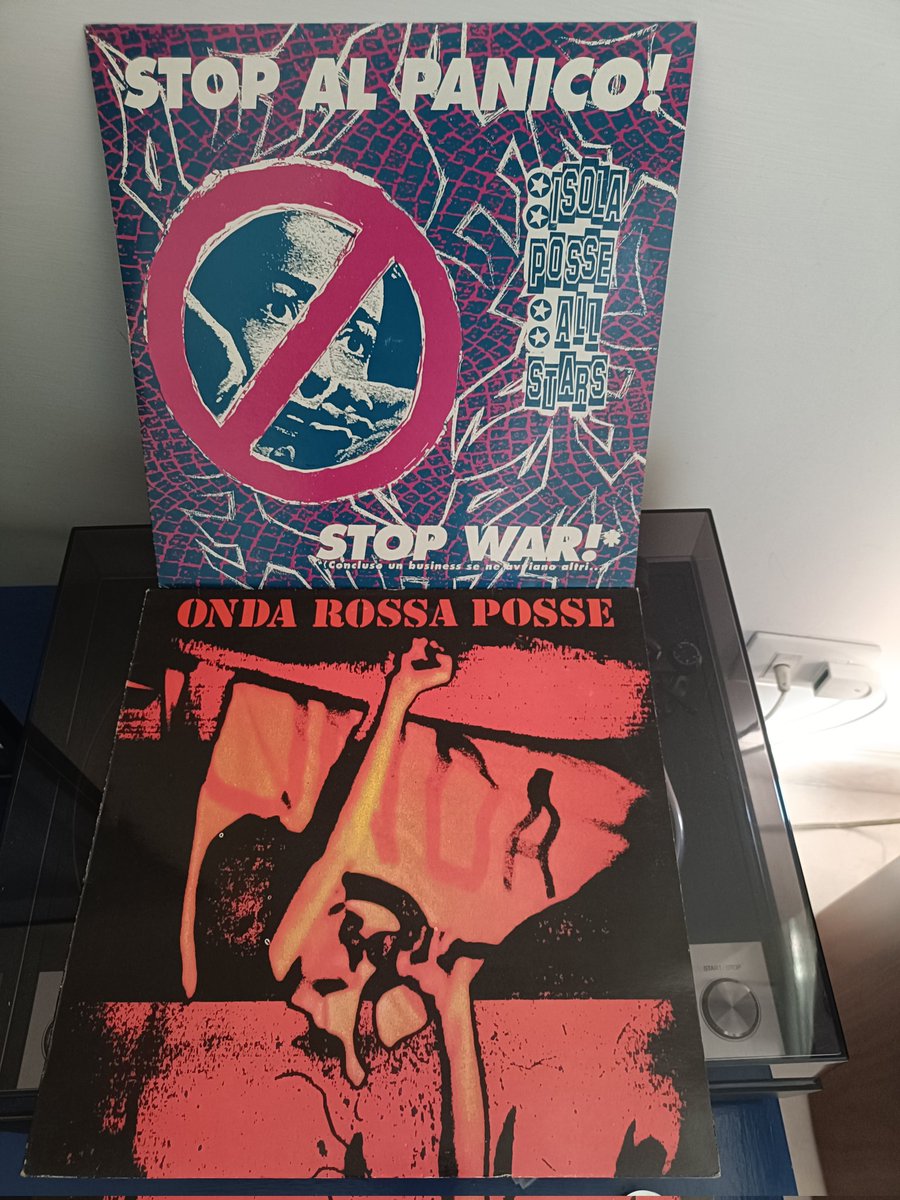 STOP AL PANICO!
ISOLA
POSSE
ALL
STARS
STOP WAR!*
*(Concluso un business se ne avviano altri...
ONDA ROSSA POSSE
START/STOP